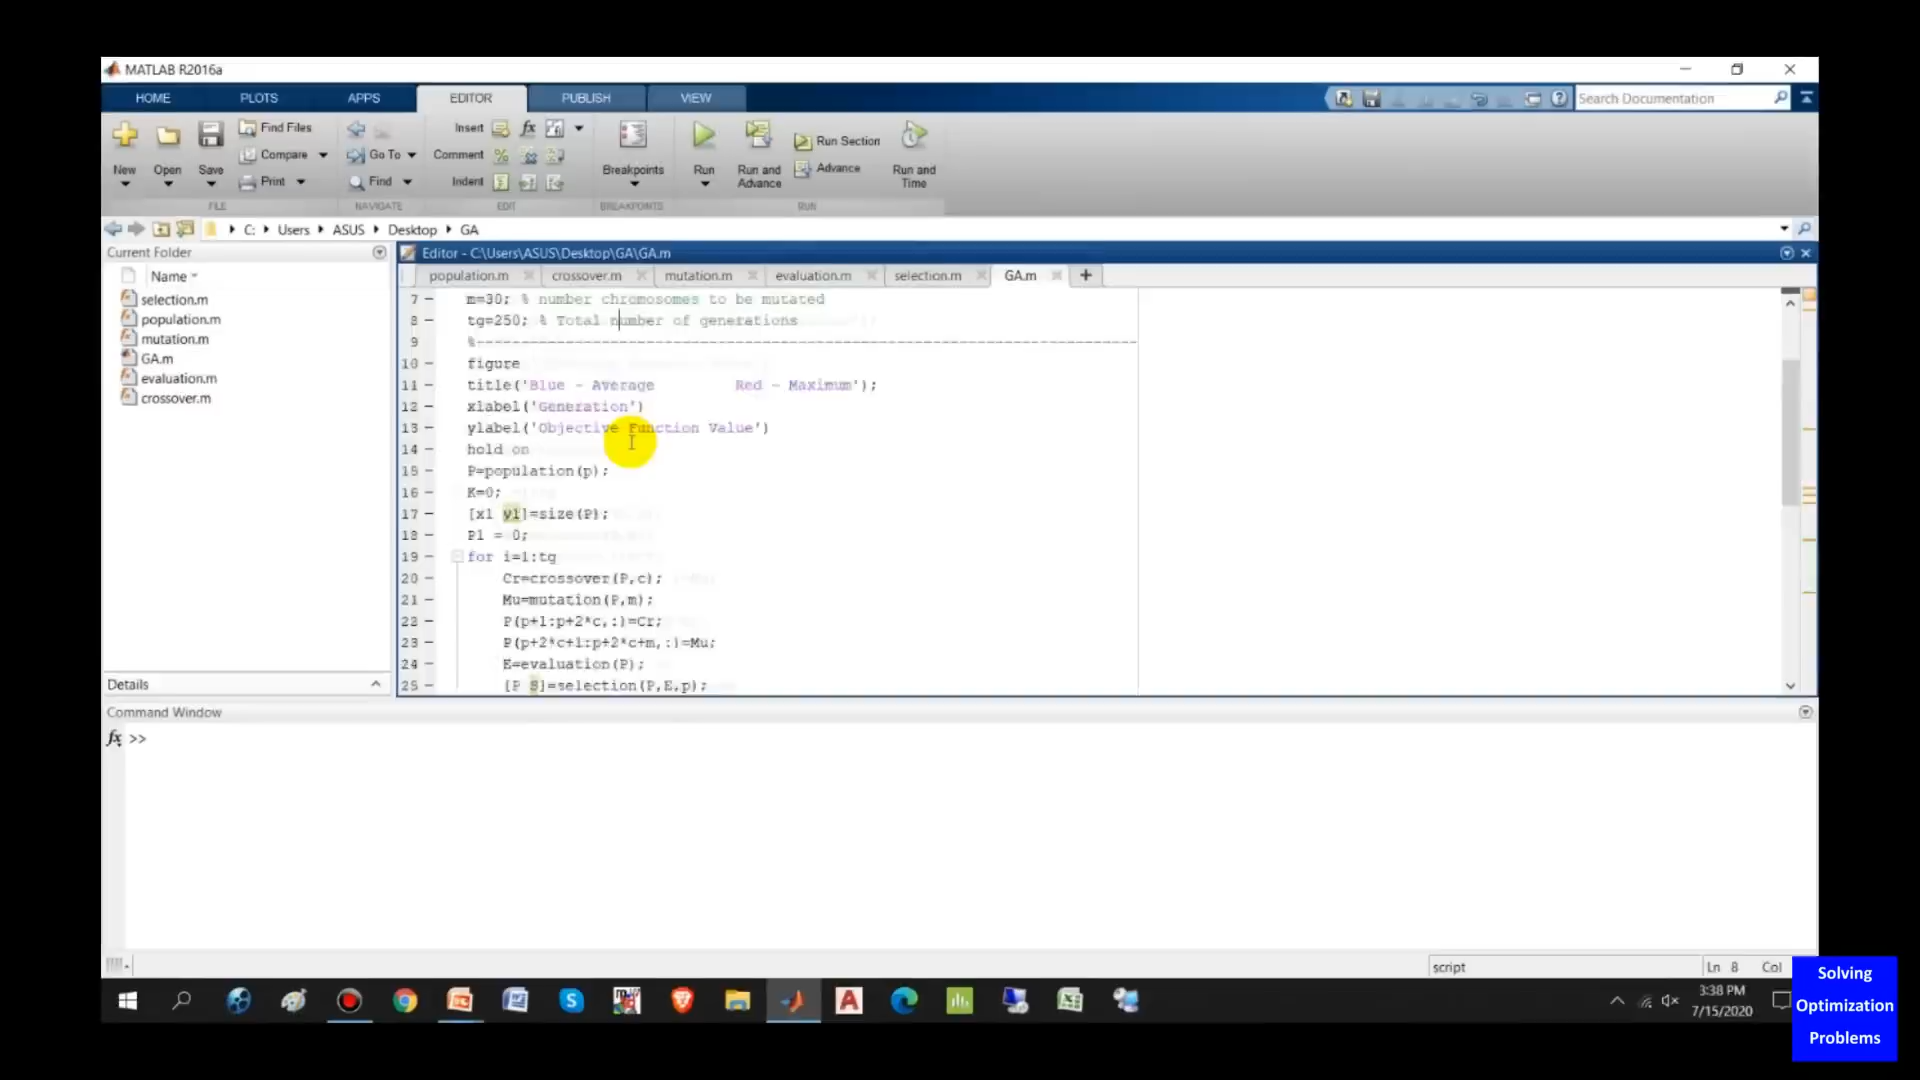 MATLAB R2016a
HOME PLOTS APPS EDITOR PUBLISH VIEW
Search Documentation
New Open Save Find Files Compare Print
Go To Find
Insert fx
Comment %
Indent
Breakpoints
Run
Run and Advance
Run Section
Advance
Run and Time
FILE NAVIGATE EDIT BREAKPOINTS RUN
C: Users ASUS Desktop GA
Current Folder
Name
selection.m
population.m
mutation.m
GA.m
evaluation.m
crossover.m
Details
Editor - C:\Users\ASUS\Desktop\GA\GA.m
population.m crossover.m mutation.m evaluation.m selection.m GA.m +
7 - m=30; % number chromosomes to be mutated
8 - tg=250; % Total number of generations
9 %---------------------------------------------------------------------------
10 - figure
11 - title('Blue - Average         Red - Maximum');
12 - xlabel('Generation')
13 - ylabel('Objective Function Value')
14 - hold on
15 - P=population(p);
16 - K=0;
17 - [x1 y1]=size(P);
18 - P1 = 0;
19 - for i=1:tg
20 - Cr=crossover(P,c);
21 - Mu=mutation(P,m);
22 - P(p+1:p+2*c,:)=Cr;
23 - P(p+2*c+1:p+2*c+m,:)=Mu;
24 - E=evaluation(P);
25 - [P S]=selection(P,E,p);
Command Window
fx >>
script Ln 8 Col
3:38 PM
7/15/2020
Solving
Optimization
Problems